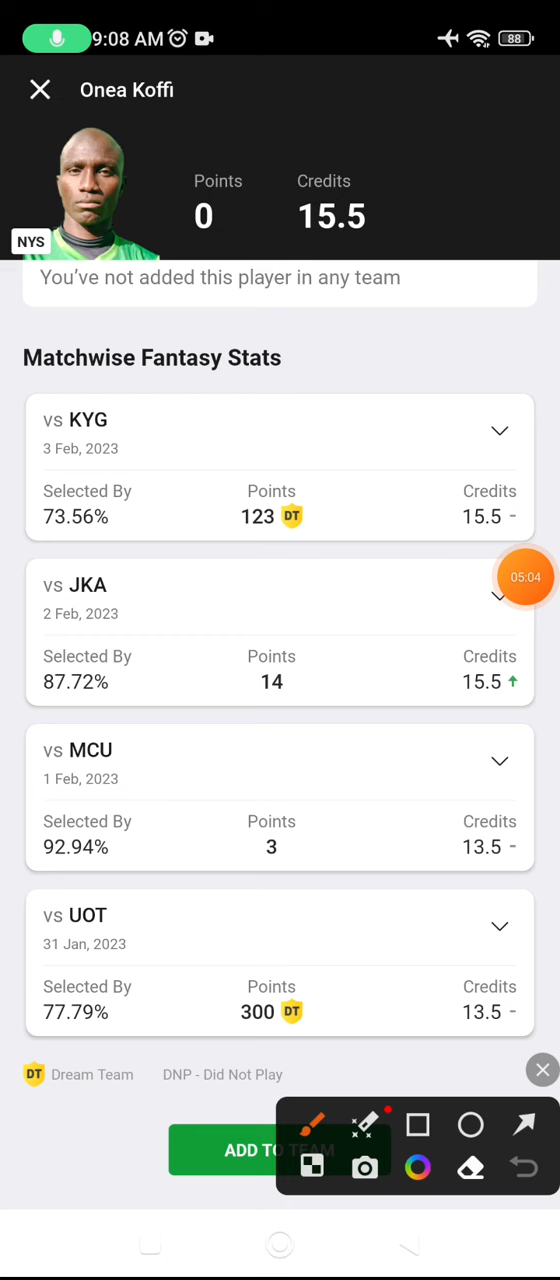 9:08 AM
88
Onea Koffi
Points
Credits
0
15.5
NYS
You've not added this player in any team
Matchwise Fantasy Stats
vs KYG
3 Feb, 2023
Selected By
Points
Credits
73.56%
123 DT
15.5 -
05:04
vs JKA
2 Feb, 2023
Selected By
Points
Credits
87.72%
14
15.5
vs MCU
1 Feb, 2023
Selected By
Points
Credits
92.94%
3
13.5 -
vs UOT
31 Jan, 2023
Selected By
Points
Credits
77.79%
300 DT
13.5 -
DT Dream Team
DNP - Did Not Play
ADD TO TEAM